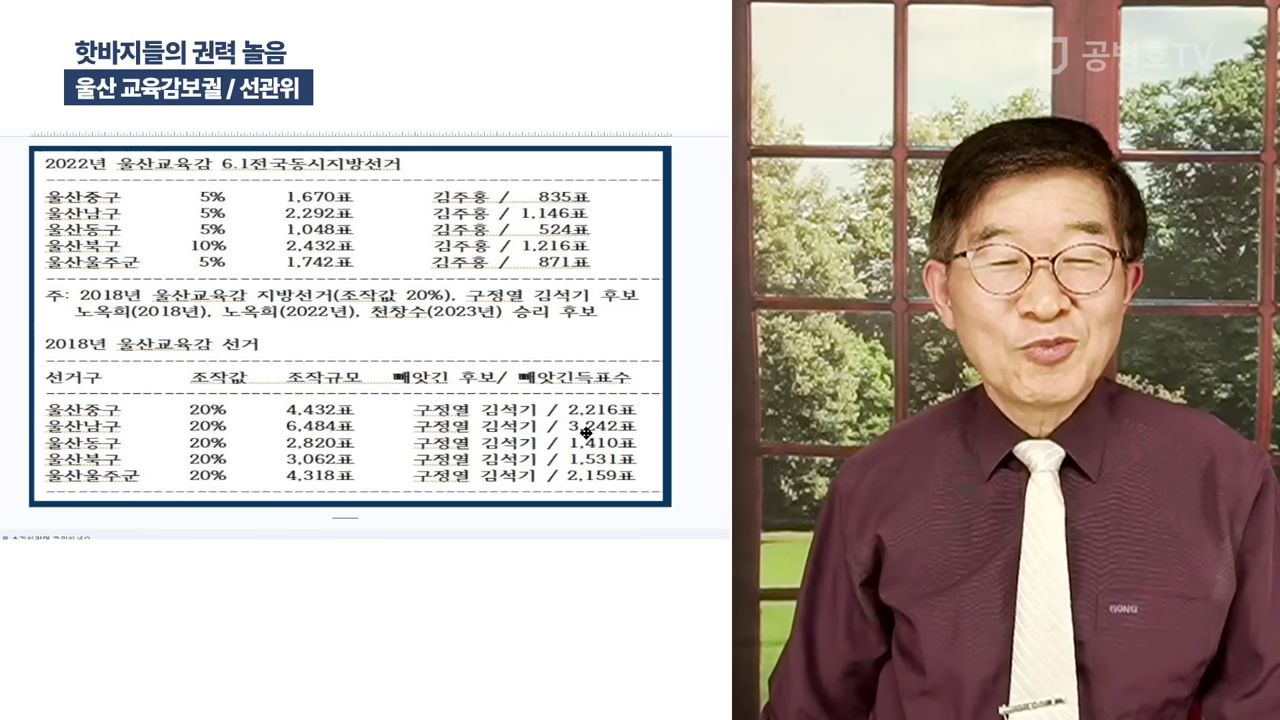 핫바지들의 권력 놀음
울산 교육감보궐 / 선관위
공병호TV
2022년 울산교육감 6.1전국동시지방선거
울산중구 5% 1,670표 김주홍 / 835표
울산남구 5% 2,292표 김주홍 / 1,146표
울산동구 5% 1,048표 김주홍 / 524표
울산북구 10% 2,432표 김주홍 / 1,216표
울산울주군 5% 1,742표 김주홍 / 871표
주: 2018년 울산교육감 지방선거(조작값 20%), 구정열 김석기 후보
노옥희(2018년), 노옥희(2022년), 천창수(2023년) 승리 후보
2018년 울산교육감 선거
선거구 조작값 조작규모 빼앗긴 후보/ 빼앗긴득표수
울산중구 20% 4,432표 구정열 김석기 / 2,216표
울산남구 20% 6,484표 구정열 김석기 / 3,242표
울산동구 20% 2,820표 구정열 김석기 / 1,410표
울산북구 20% 3,062표 구정열 김석기 / 1,531표
울산울주군 20% 4,318표 구정열 김석기 / 2,159표
GONG